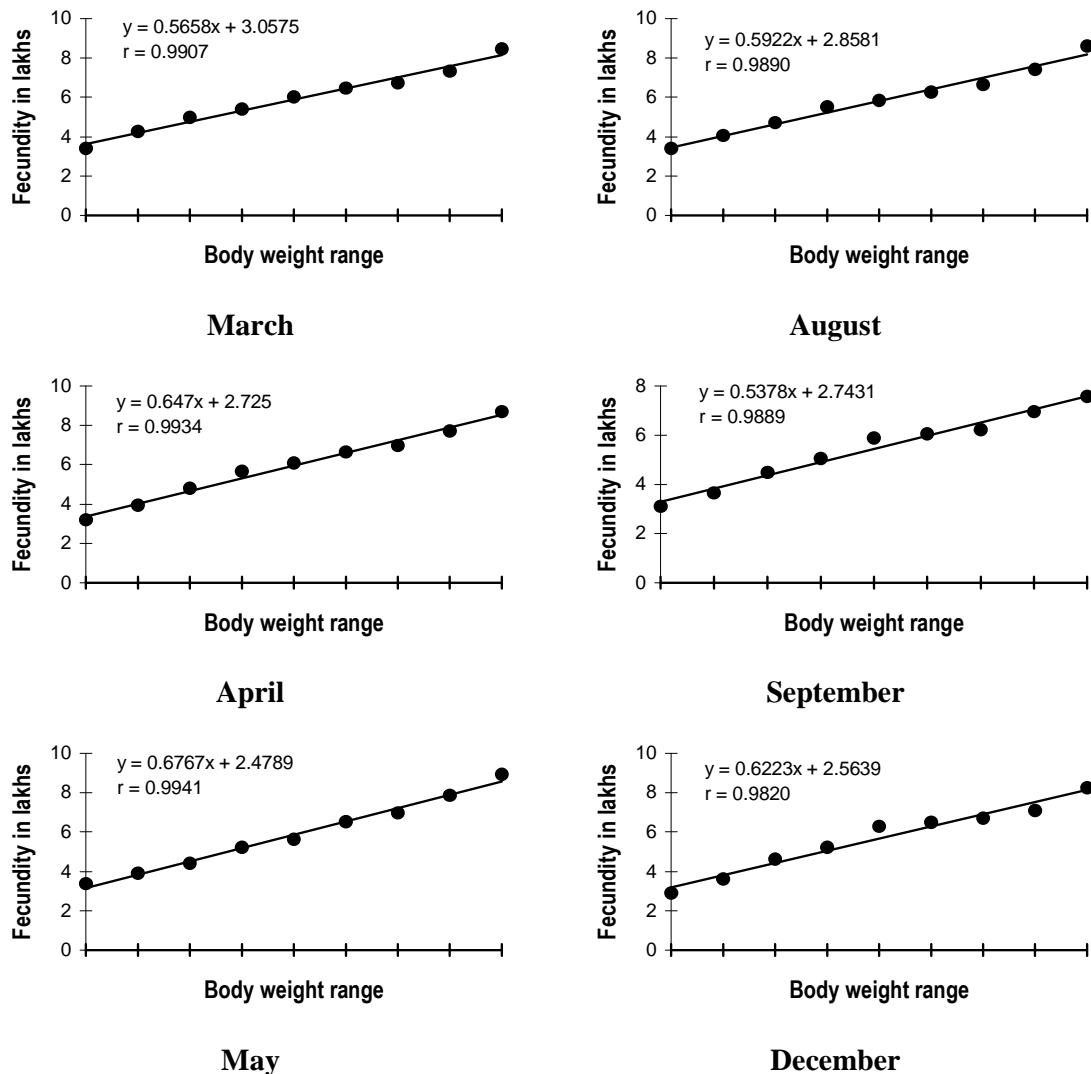 y = 0.5658x + 3.0575
r = 0.9907
Fecundity in lakhs
10
8
6
4
2
0
Body weight range
March
y = 0.5922x + 2.8581
r = 0.9890
Fecundity in lakhs
10
8
6
4
2
0
Body weight range
August
y = 0.647x + 2.725
r = 0.9934
Fecundity in lakhs
10
8
6
4
2
0
Body weight range
April
y = 0.5378x + 2.7431
r = 0.9889
Fecundity in lakhs
8
6
4
2
0
Body weight range
September
y = 0.6767x + 2.4789
r = 0.9941
Fecundity in lakhs
10
8
6
4
2
0
Body weight range
May
y = 0.6223x + 2.5639
r = 0.9820
Fecundity in lakhs
10
8
6
4
2
0
Body weight range
December